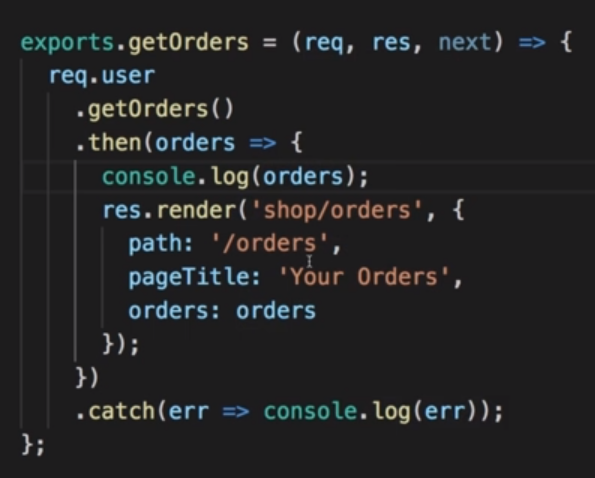 exports.getOrders = (req, res, next) => {
  req.user
    .getOrders()
    .then(orders => {
      console.log(orders);
      res.render('shop/orders', {
        path: '/orders',
        pageTitle: 'Your Orders',
        orders: orders
      });
    })
    .catch(err => console.log(err));
};